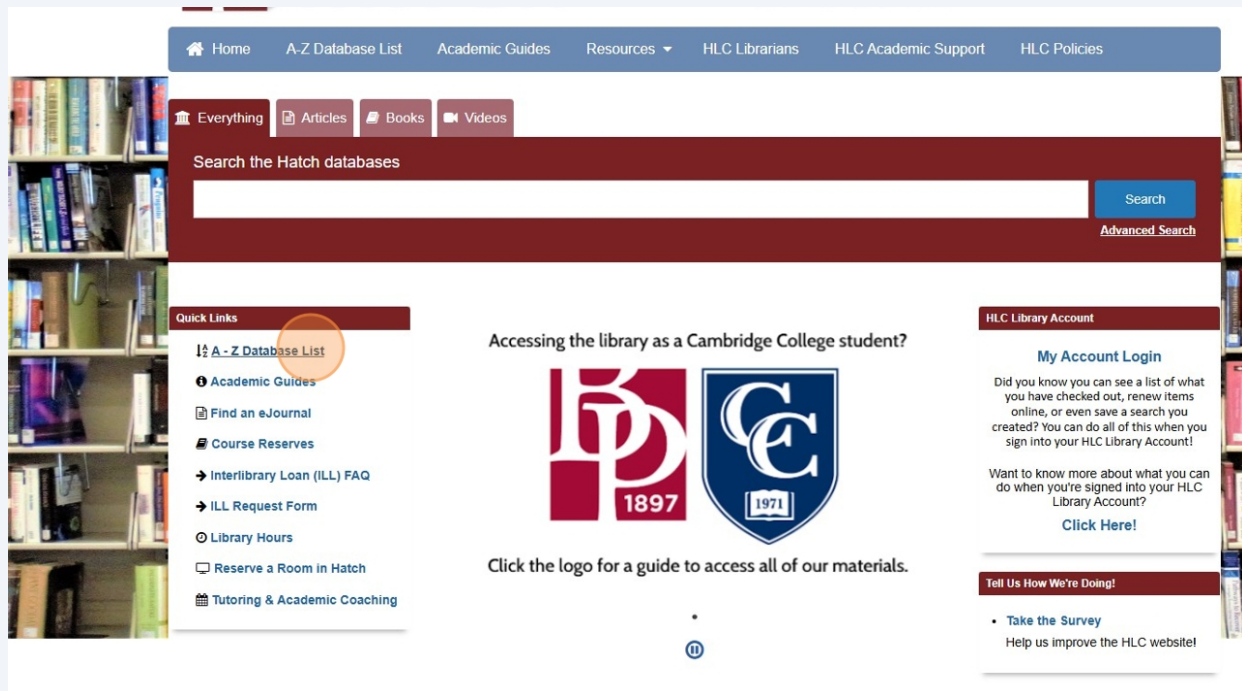 Home A-Z Database List Academic Guides Resources HLC Librarians HLC Academic Support HLC Policies
Everything Articles Books Videos
Search the Hatch databases
Search
Advanced Search
Quick Links
A - Z Database List
Academic Guides
Find an eJournal
Course Reserves
Interlibrary Loan (ILL) FAQ
ILL Request Form
Library Hours
Reserve a Room in Hatch
Tutoring & Academic Coaching
Accessing the library as a Cambridge College student?
BP
1897
CC
1971
Click the logo for a guide to access all of our materials.
HLC Library Account
My Account Login
Did you know you can see a list of what
you have checked out, renew items
online, or even save a search you
created? You can do all of this when you
sign into your HLC Library Account!
Want to know more about what you can
do when you're signed into your HLC
Library Account?
Click Here!
Tell Us How We're Doing!
• Take the Survey
Help us improve the HLC website!